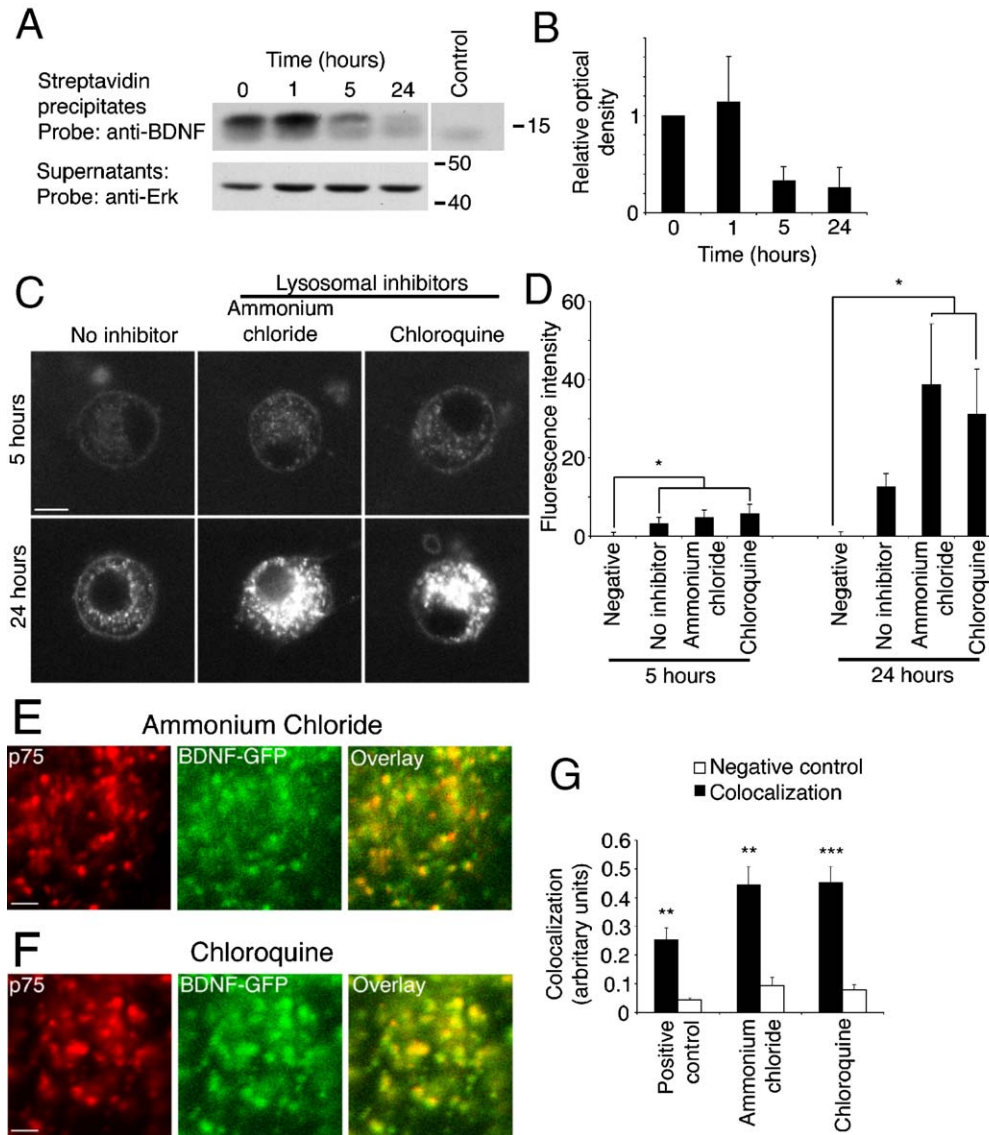 A
Time (hours)
0 1 5 24 Control
Streptavidin
precipitates
Probe: anti-BDNF
-15
Supernatants:
Probe: anti-Erk
-50
-40
B
Relative optical
density
1
0
0 1 5 24
Time (hours)
C
Lysosomal inhibitors
No inhibitor
Ammonium
chloride
Chloroquine
5 hours
24 hours
D
Fluorescence intensity
60
40
20
0
*
*
Negative
No inhibitor
Ammonium
chloride
Chloroquine
5 hours
Negative
No inhibitor
Ammonium
chloride
Chloroquine
24 hours
E
Ammonium Chloride
p75 BDNF-GFP Overlay
F
Chloroquine
p75 BDNF-GFP Overlay
G
Negative control
Colocalization
Colocalization
(arbritary units)
0.6
0.5
0.4
0.3
0.2
0.1
0
** ** ***
Positive
control
Ammonium
chloride
Chloroquine